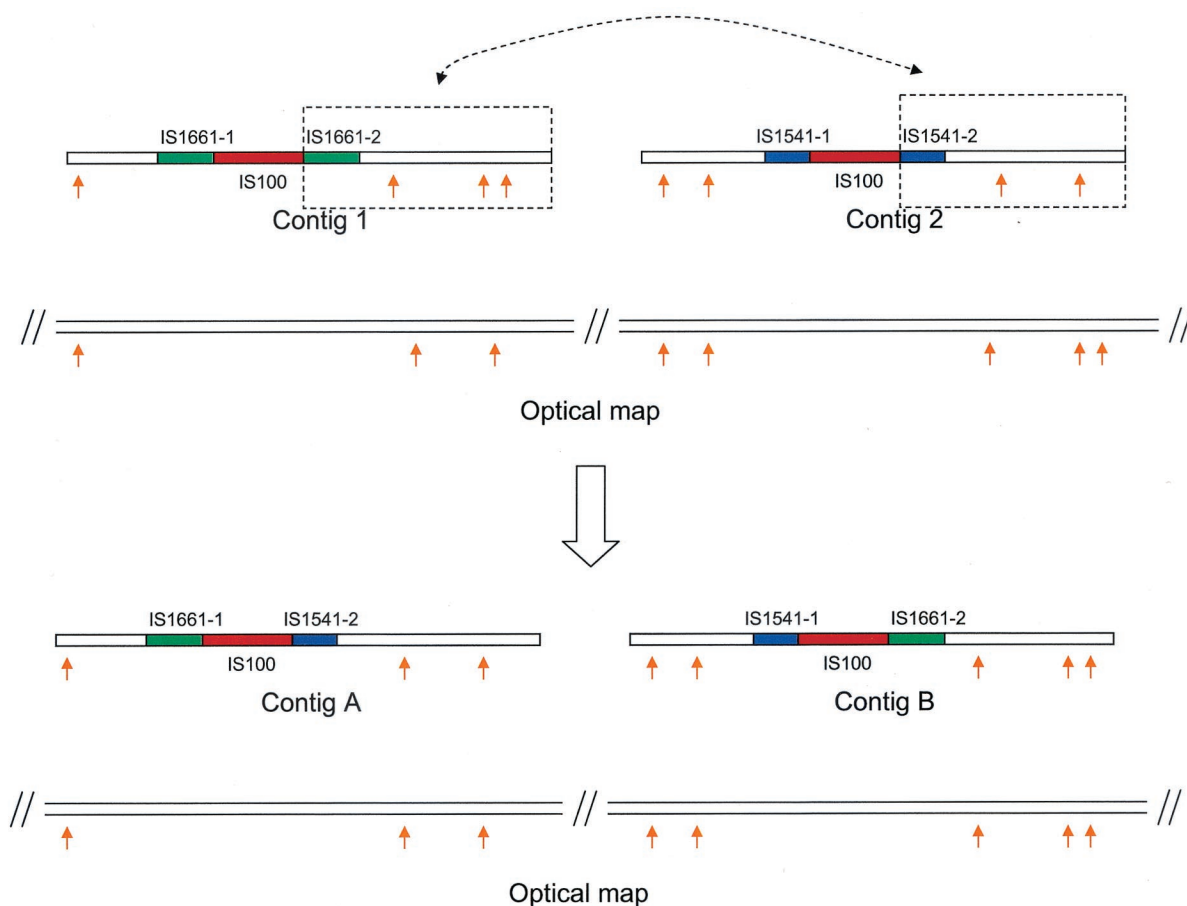 IS1661-1 IS1661-2 IS1541-1 IS1541-2
IS100 IS100
Contig 1 Contig 2
// // //
Optical map
IS1661-1 IS1541-2 IS1541-1 IS1661-2
IS100 IS100
Contig A Contig B
// // //
Optical map